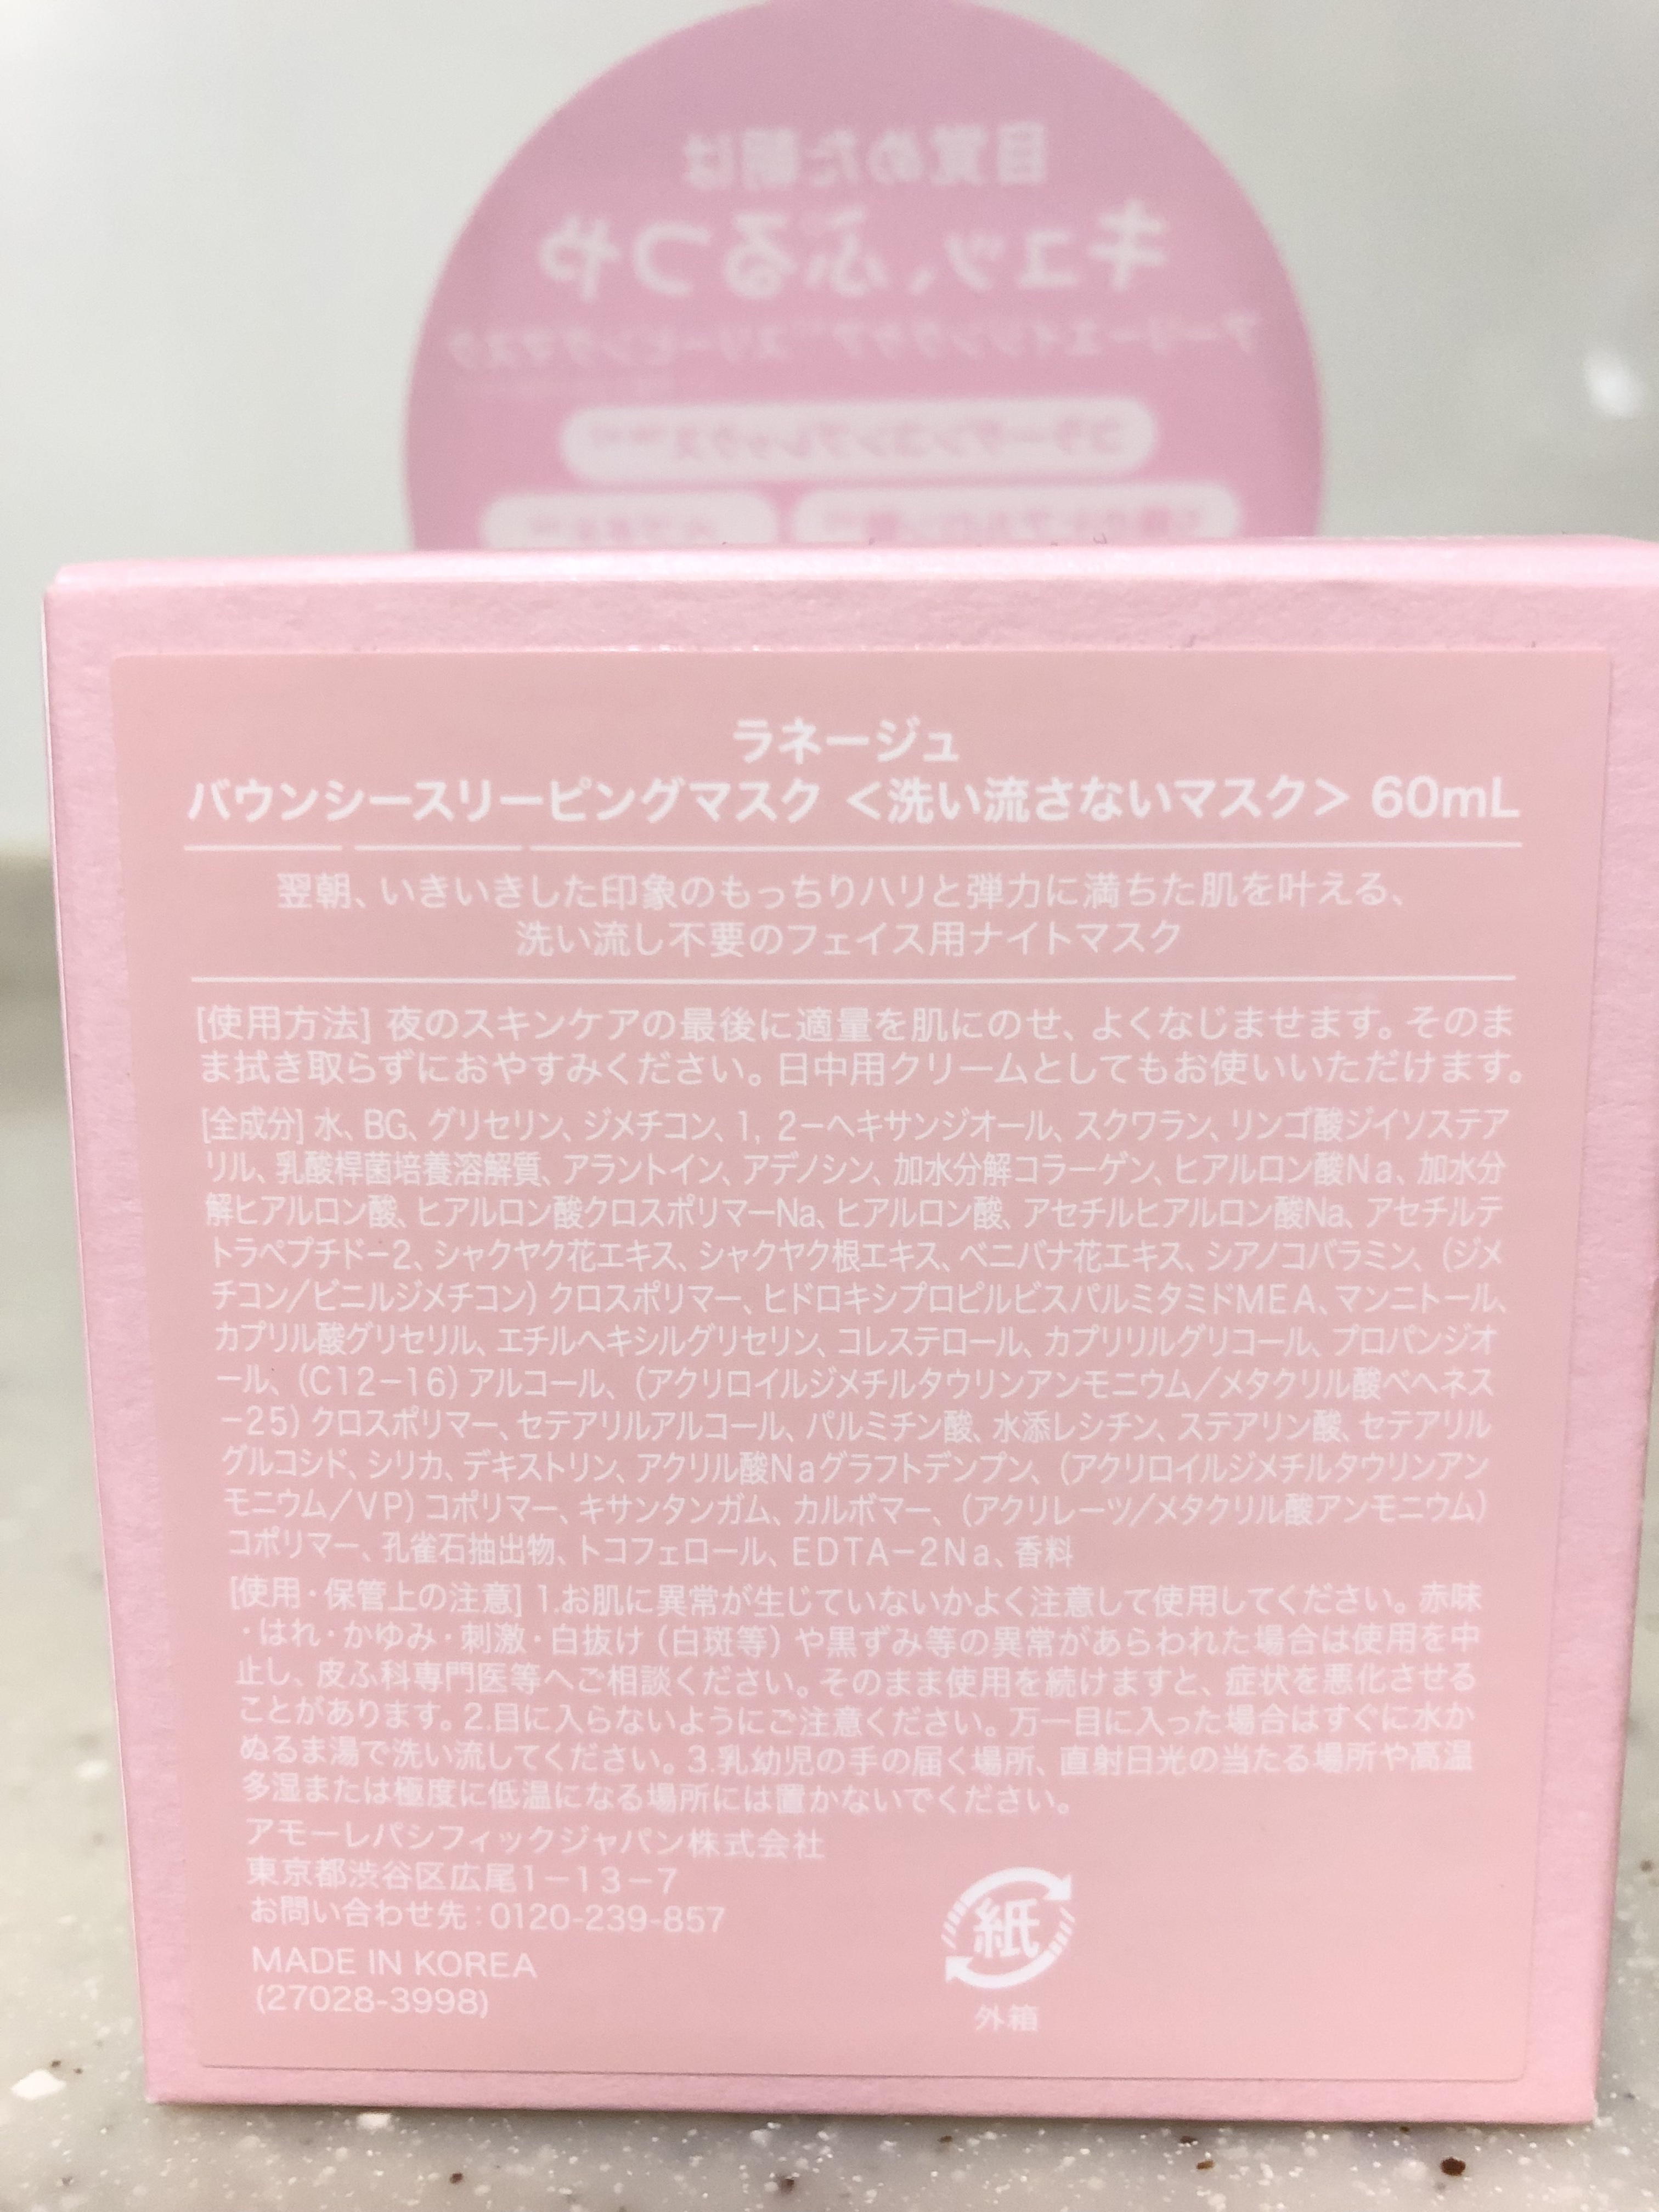 目覚めた朝は
キュッ、ぷるつや
アーリーエイジングケア スリーピングマスク
ラネージュ
バウンシースリーピングマスク <洗い流さないマスク> 60mL
翌朝、いきいきした印象のもっちりハリと弾力に満ちた肌を叶える、
洗い流し不要のフェイス用ナイトマスク
[使用方法] 夜のスキンケアの最後に適量を肌にのせ、よくなじませます。そのま
ま拭き取らずにおやすみください。日中用クリームとしてもお使いいただけます。
[全成分] 水、BG、グリセリン、ジメチコン、1, 2-ヘキサンジオール、スクワラン、リンゴ酸ジイソステア
リル、乳酸桿菌培養溶解質、アラントイン、アデノシン、加水分解コラーゲン、ヒアルロン酸Na、加水分
解ヒアルロン酸、ヒアルロン酸クロスポリマーNa、ヒアルロン酸、アセチルヒアルロン酸Na、アセチルテ
トラペプチド-2、シャクヤク花エキス、シャクヤク根エキス、ベニバナ花エキス、シアノコバラミン、(ジメ
チコン/ビニルジメチコン) クロスポリマー、ヒドロキシプロピルビスパルミタミドMEA、マンニトール、
カプリル酸グリセリル、エチルヘキシルグリセリン、コレステロール、カプリリルグリコール、プロパンジオ
ール、(C12-16) アルコール、(アクリロイルジメチルタウリンアンモニウム/メタクリル酸ベヘネス
-25) クロスポリマー、セテアリルアルコール、パルミチン酸、水添レシチン、ステアリン酸、セテアリル
グルコシド、シリカ、デキストリン、アクリル酸Naグラフトデンプン、(アクリロイルジメチルタウリンアン
モニウム/VP) コポリマー、キサンタンガム、カルボマー、(アクリレーツ/メタクリル酸アンモニウム)
コポリマー、孔雀石抽出物、トコフェロール、EDTA-2Na、香料
[使用・保管上の注意] 1.お肌に異常が生じていないかよく注意して使用してください。赤味
・はれ・かゆみ・刺激・白抜け (白斑等) や黒ずみ等の異常があらわれた場合は使用を中
止し、皮ふ科専門医等へご相談ください。そのまま使用を続けますと、症状を悪化させる
ことがあります。2.目に入らないようにご注意ください。万一目に入った場合はすぐに水か
ぬるま湯で洗い流してください。3.乳幼児の手の届く場所、直射日光の当たる場所や高温
多湿または極度に低温になる場所には置かないでください。
アモーレパシフィックジャパン株式会社
東京都渋谷区広尾1-13-7
お問い合わせ先:0120-239-857
MADE IN KOREA
(27028-3998)
紙
外箱